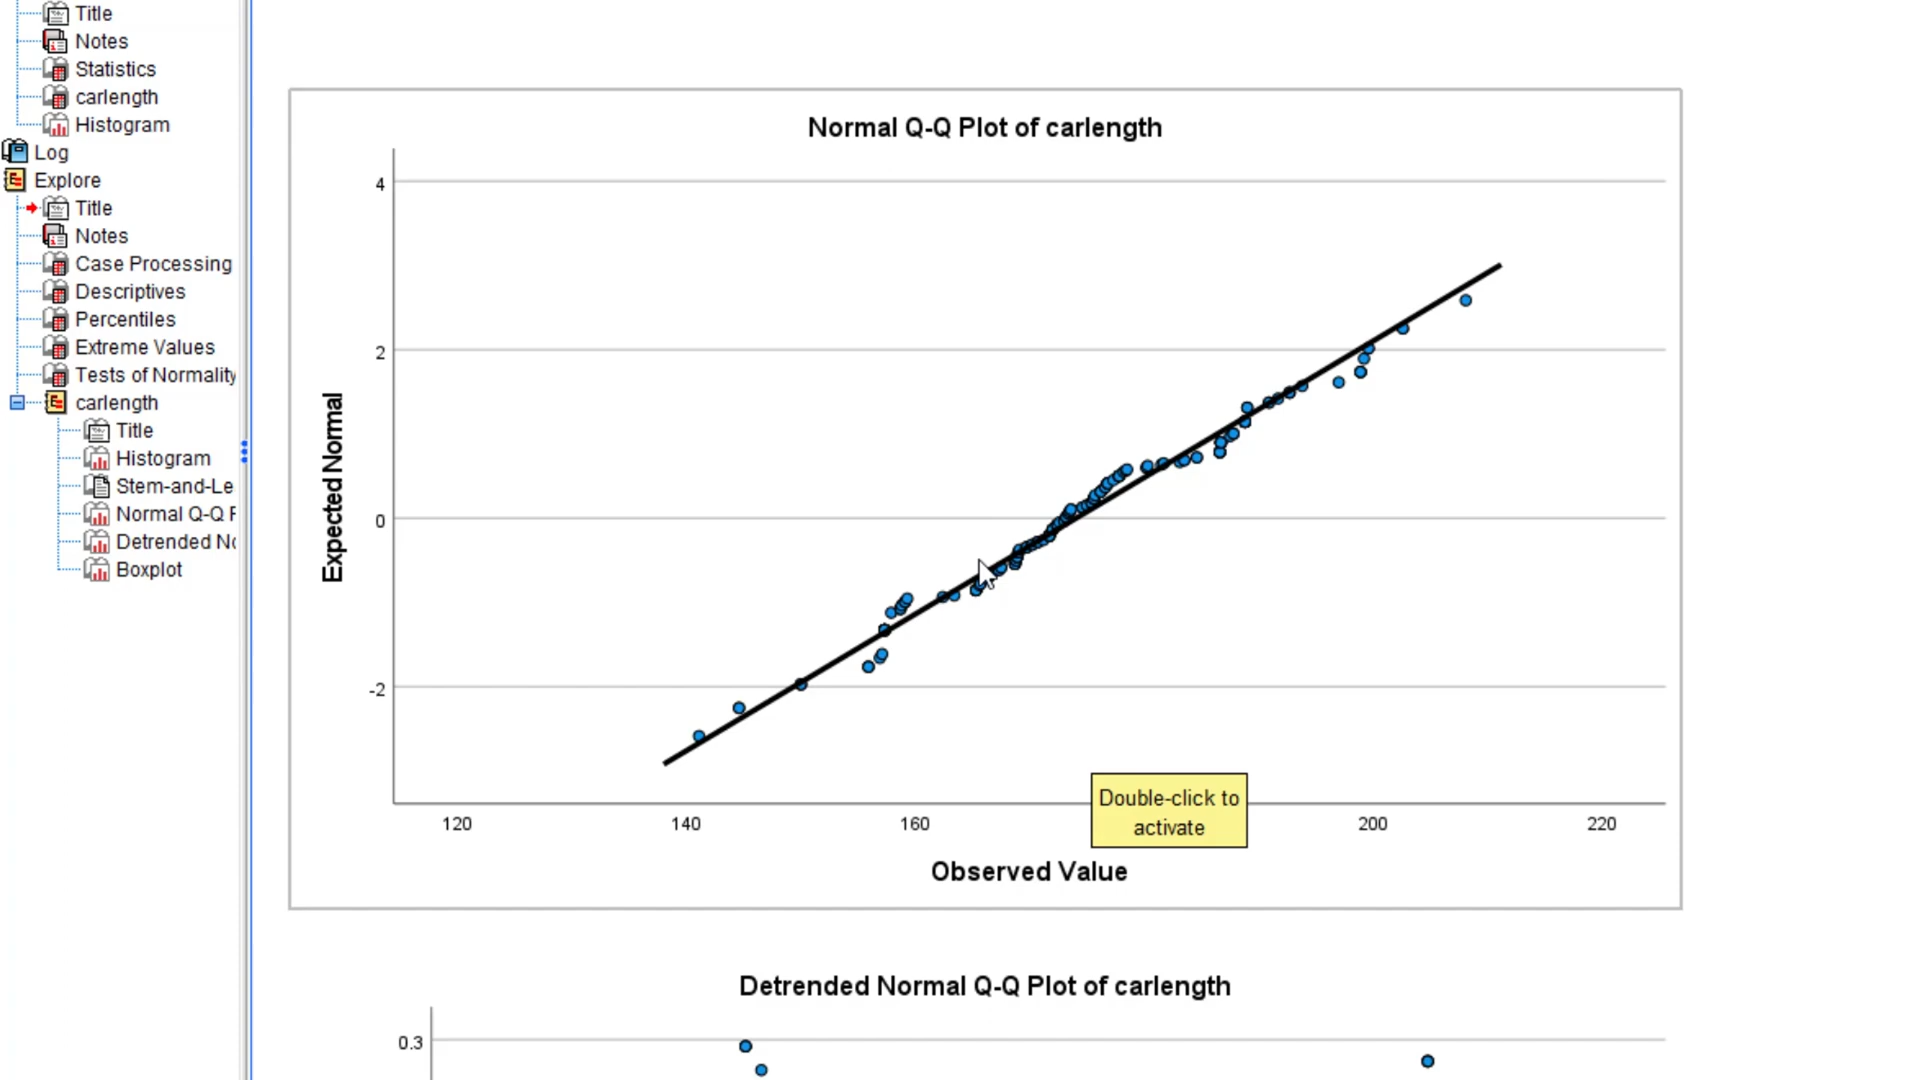 Title
Notes
Statistics
carlength
Histogram
Log
Explore
Title
Notes
Case Processing
Descriptives
Percentiles
Extreme Values
Tests of Normality
carlength
Title
Histogram
Stem-and-Le
Normal Q-Q F
Detrended No
Boxplot
Normal Q-Q Plot of carlength
4
2
0
-2
Expected Normal
120
140
160
200
220
Double-click to
activate
Observed Value
Detrended Normal Q-Q Plot of carlength
0.3